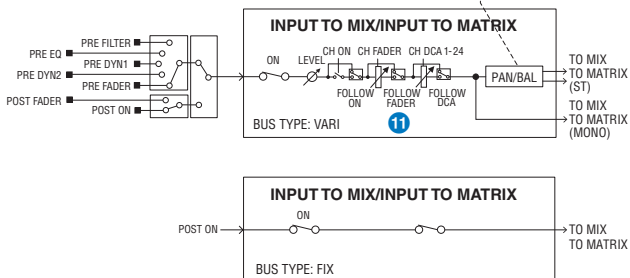 INPUT TO MIX/INPUT TO MATRIX
PRE FILTER
PRE EQ
PRE DYN1
PRE DYN2
PRE FADER
POST FADER
POST ON
ON
LEVEL
CH ON
CH FADER
CH DCA 1-24
FOLLOW ON
FOLLOW FADER
FOLLOW DCA
11
BUS TYPE: VARI
PAN/BAL
TO MIX
TO MATRIX
(ST)
TO MIX
TO MATRIX
(MONO)
INPUT TO MIX/INPUT TO MATRIX
ON
POST ON
TO MIX
TO MATRIX
BUS TYPE: FIX